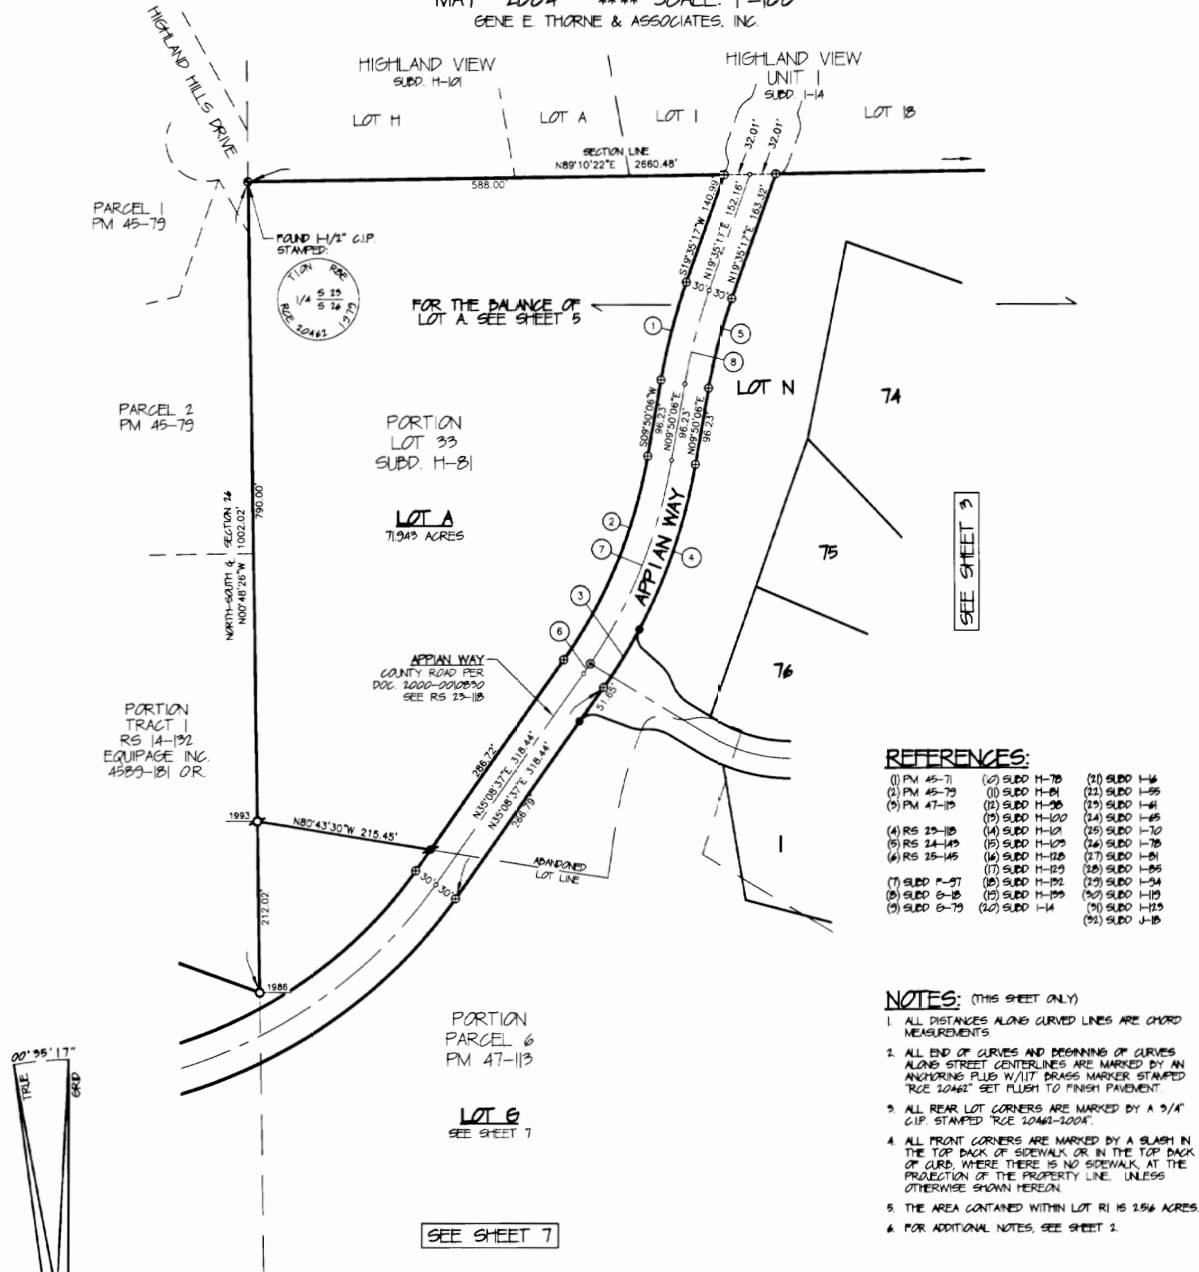 GENE E. THORNE & ASSOCIATES, INC.
HIGHLAND HILLS DRIVE
HIGHLAND VIEW
SUBD. H-101
HIGHLAND VIEW
UNIT 1
SUBD. I-14
LOT H
LOT A
LOT I
LOT 18
32.01'
32.01'
SECTION LINE
N89°10'22"E 2660.48'
588.00'
PARCEL 1
PM 45-79
FOUND 1-1/2" C.I.P.
STAMPED:
1/4 S 23
S 26
RCE 20462 1979
S19°35'17"W 140.99'
N19°35'17"E 152.16'
N19°35'17"E 163.32'
30' 30'
FOR THE BALANCE OF
LOT A SEE SHEET 5
1
5
8
LOT N
74
PARCEL 2
PM 45-79
PORTION
LOT 33
SUBD. H-81
S09°50'06"W
96.23'
N09°50'06"E
96.23'
N09°50'06"E
96.23'
LOT A
71.943 ACRES
NORTH-SOUTH SECTION 26
N00°48'26"W 1002.02'
790.00'
2
7
4
APPIAN WAY
75
SEE SHEET 3
3
6
76
APPIAN WAY
COUNTY ROAD PER
DOC. 2000-0010830
SEE RS 23-118
51.65'
PORTION
TRACT 1
RS 14-132
EQUIPAGE INC.
4589-181 O.R.
286.72'
N35°08'37"E 318.44'
N35°08'37"E 318.44'
266.79'
1993
N80°43'30"W 215.45'
ABANDONED
LOT LINE
1
30' 30'
212.02'
1986
REFERENCES:
(1) PM 45-71 (10) SUBD H-78 (21) SUBD I-16
(2) PM 45-79 (11) SUBD H-81 (22) SUBD I-55
(3) PM 47-113 (12) SUBD H-98 (23) SUBD I-61
(13) SUBD H-100 (24) SUBD I-65
(4) RS 23-118 (14) SUBD H-101 (25) SUBD I-70
(5) RS 24-149 (15) SUBD H-109 (26) SUBD I-78
(6) RS 25-145 (16) SUBD H-128 (27) SUBD I-81
(17) SUBD H-129 (28) SUBD I-85
(7) SUBD F-97 (18) SUBD H-132 (29) SUBD I-94
(8) SUBD G-18 (19) SUBD H-139 (30) SUBD I-119
(9) SUBD G-79 (20) SUBD I-14 (31) SUBD I-123
(32) SUBD J-18
PORTION
PARCEL 6
PM 47-113
LOT G
SEE SHEET 7
SEE SHEET 7
00°35'17"
TRUE
GRID
NOTES: (THIS SHEET ONLY)
1. ALL DISTANCES ALONG CURVED LINES ARE CHORD
MEASUREMENTS.
2. ALL END OF CURVES AND BEGINNING OF CURVES
ALONG STREET CENTERLINES ARE MARKED BY AN
ANCHORING PLUG W/1.17" BRASS MARKER STAMPED
"RCE 20462" SET FLUSH TO FINISH PAVEMENT.
3. ALL REAR LOT CORNERS ARE MARKED BY A 3/4"
C.I.P. STAMPED "RCE 20462-2004".
4. ALL FRONT CORNERS ARE MARKED BY A SLASH IN
THE TOP BACK OF SIDEWALK OR IN THE TOP BACK
OF CURB, WHERE THERE IS NO SIDEWALK, AT THE
PROJECTION OF THE PROPERTY LINE, UNLESS
OTHERWISE SHOWN HEREON.
5. THE AREA CONTAINED WITHIN LOT R1 IS 2.516 ACRES.
6. FOR ADDITIONAL NOTES, SEE SHEET 2.